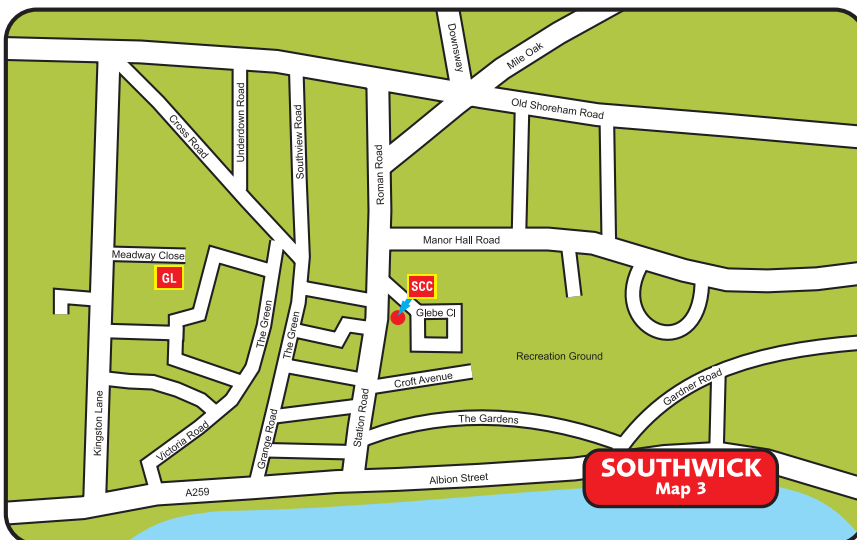 Downsway
Mile Oak
Old Shoreham Road
Cross Road
Underdown Road
Southview Road
Roman Road
Manor Hall Road
Meadway Close
GL
SCC
Glebe Cl
The Green
The Green
Recreation Ground
Croft Avenue
Gardner Road
Kingston Lane
Victoria Road
Grange Road
Station Road
The Gardens
A259
Albion Street
SOUTHWICK
Map 3